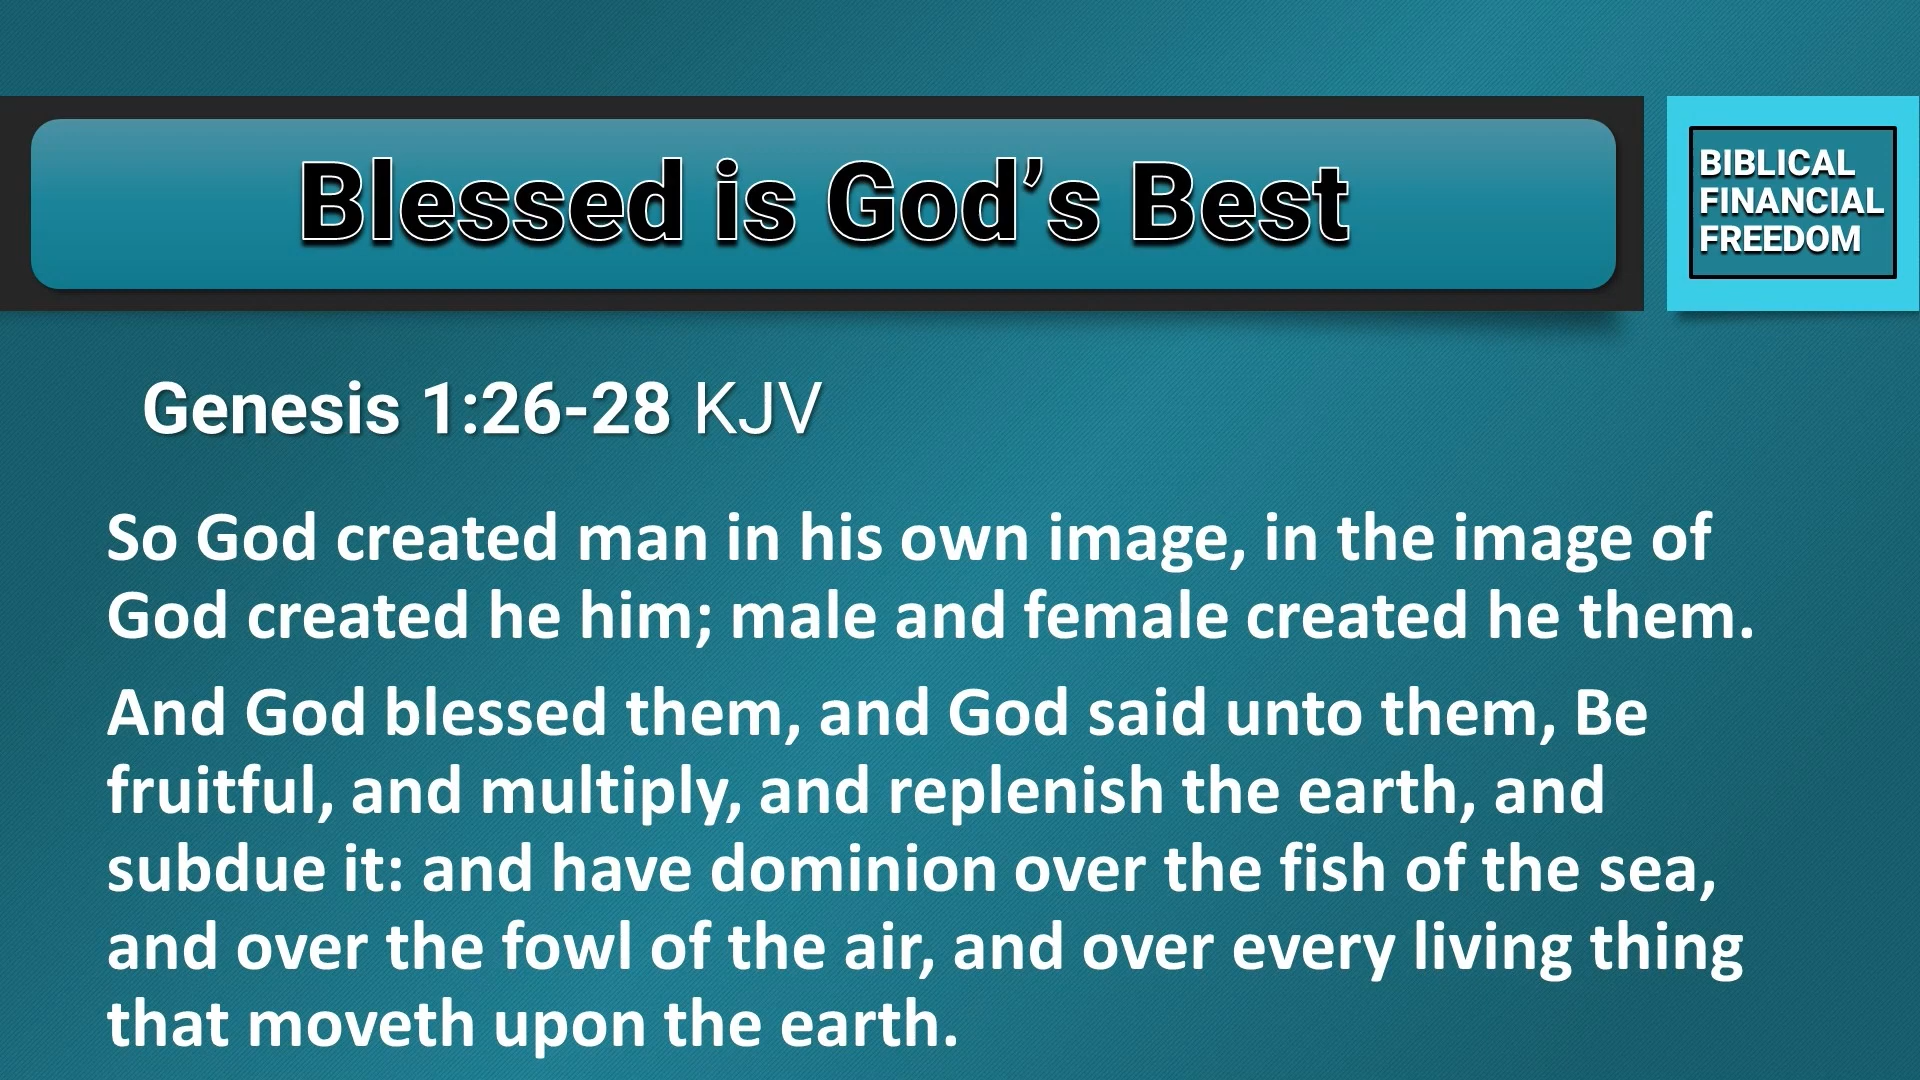 Blessed is God’s Best
BIBLICAL
FINANCIAL
FREEDOM
Genesis 1:26-28 KJV
So God created man in his own image, in the image of
God created he him; male and female created he them.
And God blessed them, and God said unto them, Be
fruitful, and multiply, and replenish the earth, and
subdue it: and have dominion over the fish of the sea,
and over the fowl of the air, and over every living thing
that moveth upon the earth.